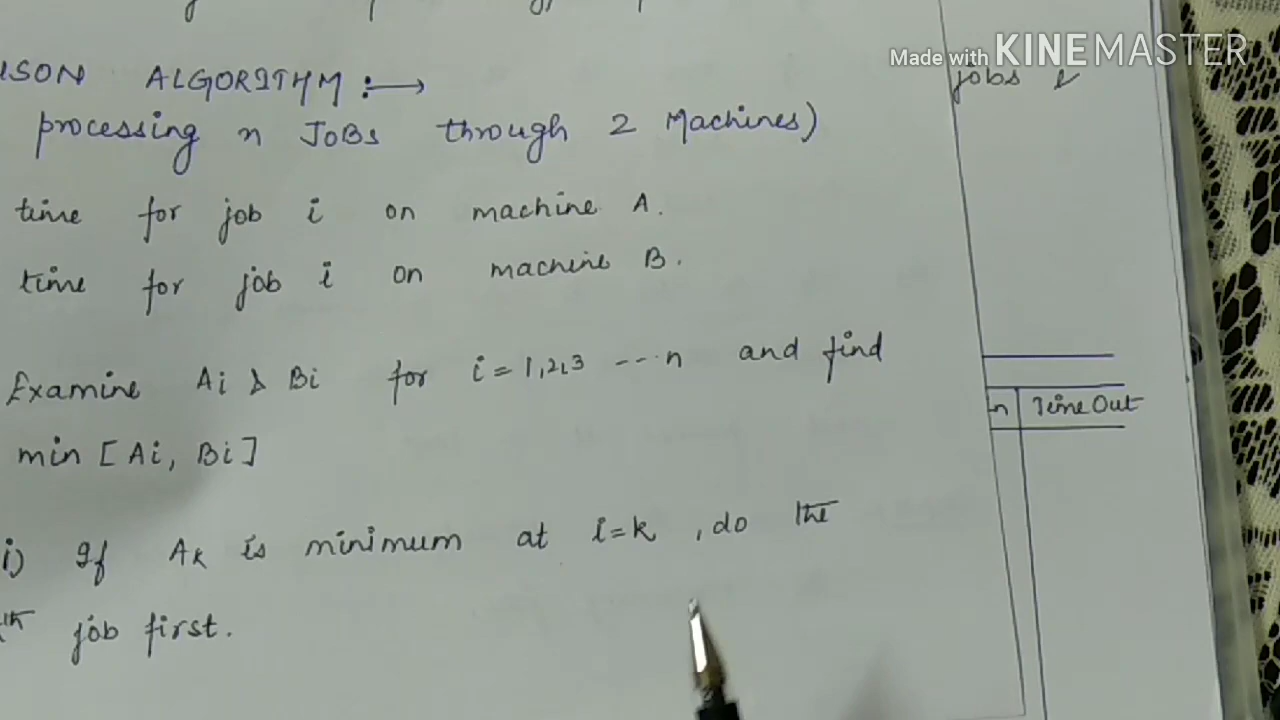 Made with KINEMASTER
jobs &
ALGORITHM :→
processing n JOBS through 2 Machines)
time for job i on machine A.
time for job i on machine B.
Examine Ai & Bi for i = 1,2,3 --- n and find
min [Ai, Bi]
n Time Out
i) If AK is minimum at i=k , do the
th job first.